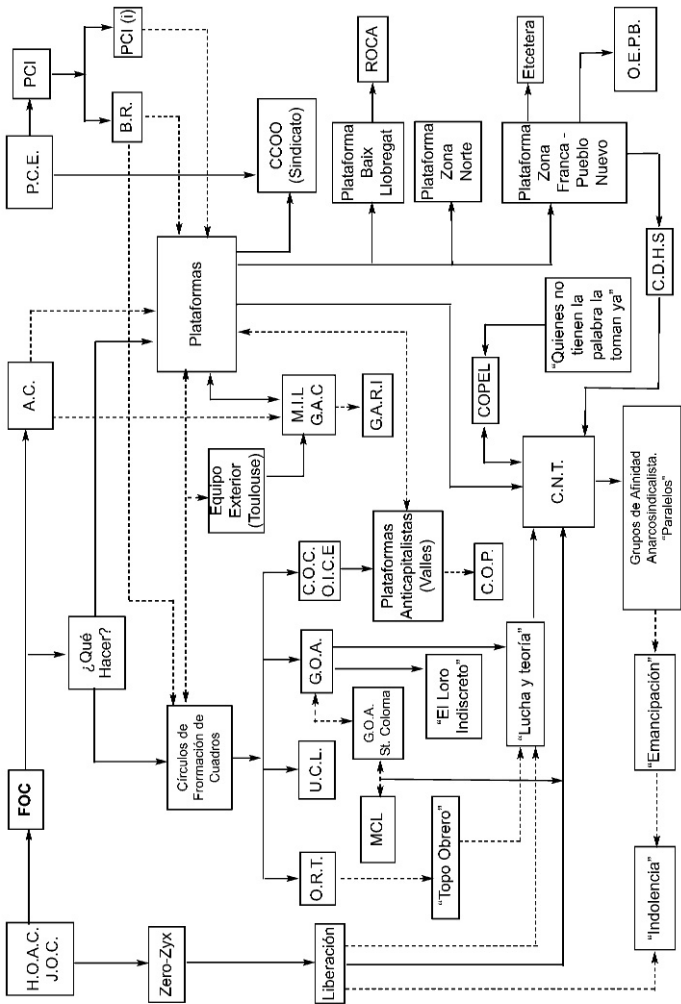 H.O.A.C.
J.O.C.
FOC
A.C.
P.C.E.
PCI
¿Qué
Hacer?
B.R.
PCI (i)
Zero-Zyx
Círculos de
Frormación de
Cuadros
Equipo
Exterior
(Toulouse)
M.I.L
G.A.C
G.A.R.I
Plataformas
CCOO
(Sindicato)
Liberación
O.R.T.
U.C.L.
G.O.A.
C.O.C.
O.I.C.E
Plataforma
Baix
Llobregat
ROCA
MCL
G.O.A.
St. Coloma
Plataformas
Anticapitalistas
(Valles)
Plataforma
Zona
Norte
"Topo Obrero"
"El Loro
Indiscreto"
C.O.P.
Plataforma
Zona
Franca -
Pueblo
Nuevo
Etcetera
O.E.P.B.
"Lucha y teoría"
C.N.T.
COPEL
"Quienes no
tienen la
palabra la
toman ya"
C.D.H.S
"Indolencia"
"Emancipación"
Grupos de Afinidad
Anarcosindicalista.
"Paralelos"